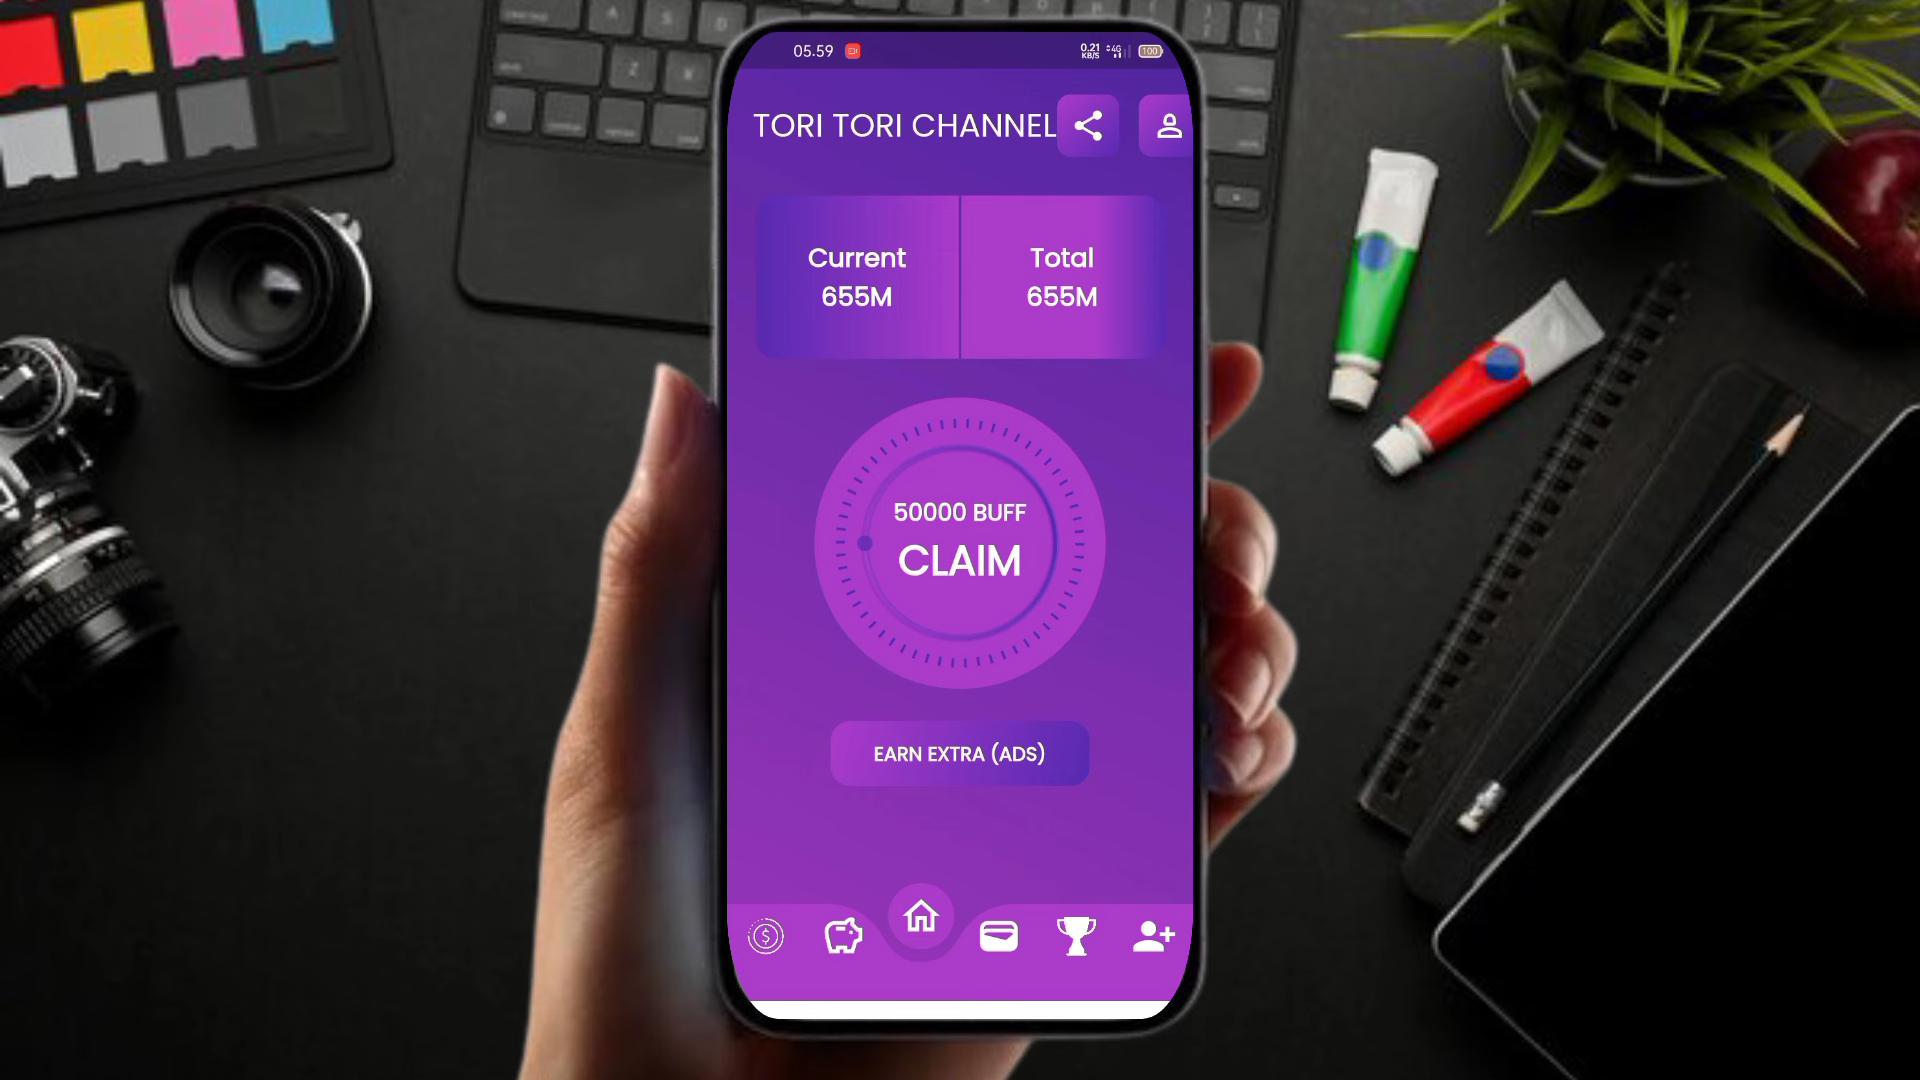 05.59
0.21
KB/S
4G
100
TORI TORI CHANNEL
Current
655M
Total
655M
50000 BUFF
CLAIM
EARN EXTRA (ADS)
A
S
D
Z
X